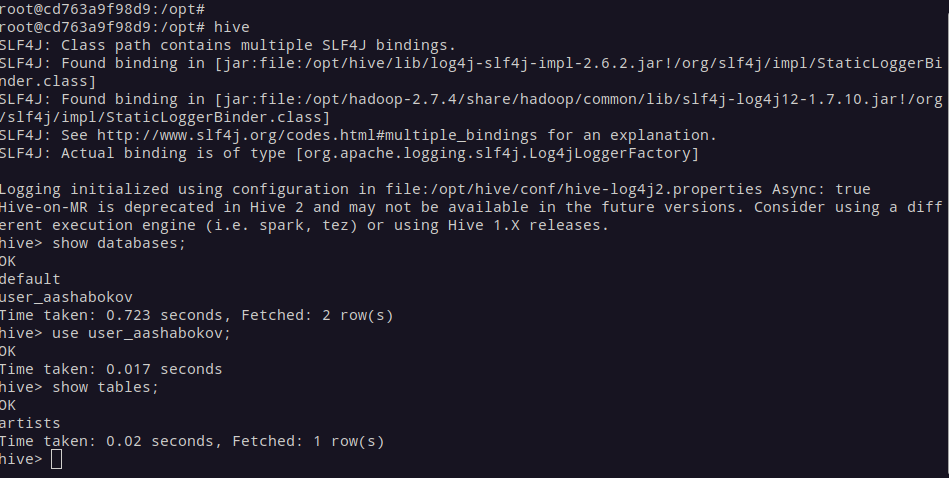 root@cd763a9f98d9:/opt#
root@cd763a9f98d9:/opt# hive
SLF4J: Class path contains multiple SLF4J bindings.
SLF4J: Found binding in [jar:file:/opt/hive/lib/log4j-slf4j-impl-2.6.2.jar!/org/slf4j/impl/StaticLoggerBi
nder.class]
SLF4J: Found binding in [jar:file:/opt/hadoop-2.7.4/share/hadoop/common/lib/slf4j-log4j12-1.7.10.jar!/org
/slf4j/impl/StaticLoggerBinder.class]
SLF4J: See http://www.slf4j.org/codes.html#multiple_bindings for an explanation.
SLF4J: Actual binding is of type [org.apache.logging.slf4j.Log4jLoggerFactory]
Logging initialized using configuration in file:/opt/hive/conf/hive-log4j2.properties Async: true
Hive-on-MR is deprecated in Hive 2 and may not be available in the future versions. Consider using a diff
erent execution engine (i.e. spark, tez) or using Hive 1.X releases.
hive> show databases;
OK
default
user_aashabokov
Time taken: 0.723 seconds, Fetched: 2 row(s)
hive> use user_aashabokov;
OK
Time taken: 0.017 seconds
hive> show tables;
OK
artists
Time taken: 0.02 seconds, Fetched: 1 row(s)
hive>